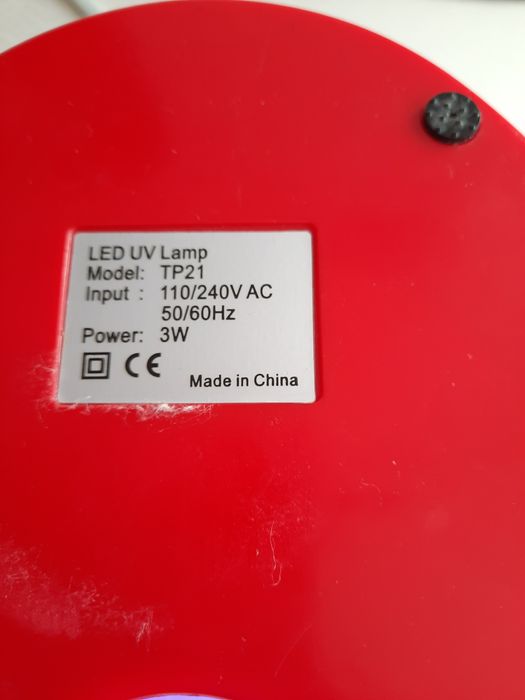 LED UV Lamp
Model: TP21
Input : 110/240V AC
50/60Hz
Power: 3W
CE
Made in China